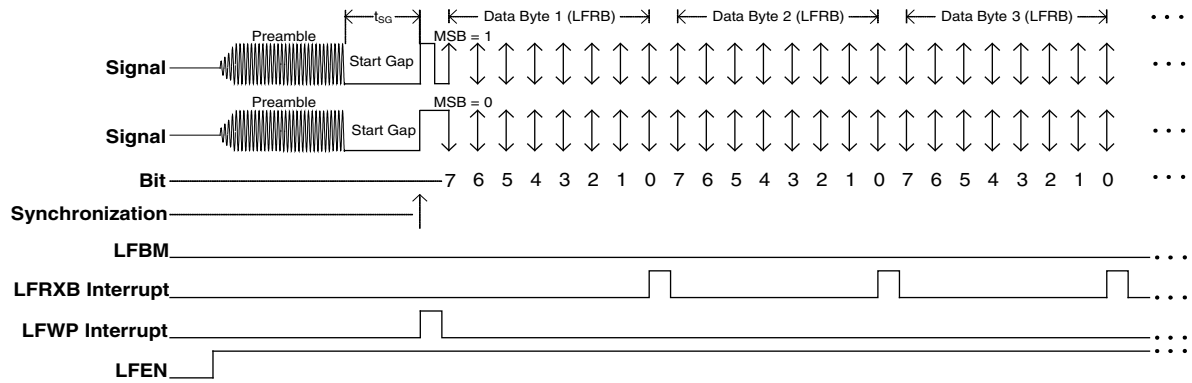 t_SG
Data Byte 1 (LFRB) Data Byte 2 (LFRB) Data Byte 3 (LFRB) • • •
Preamble MSB = 1
Signal Start Gap • • •
Preamble MSB = 0
Signal Start Gap • • •
Bit 7 6 5 4 3 2 1 0 7 6 5 4 3 2 1 0 7 6 5 4 3 2 1 0 • • •
Synchronization
LFBM • • •
LFRXB Interrupt • • •
LFWP Interrupt • • •
LFEN • • •